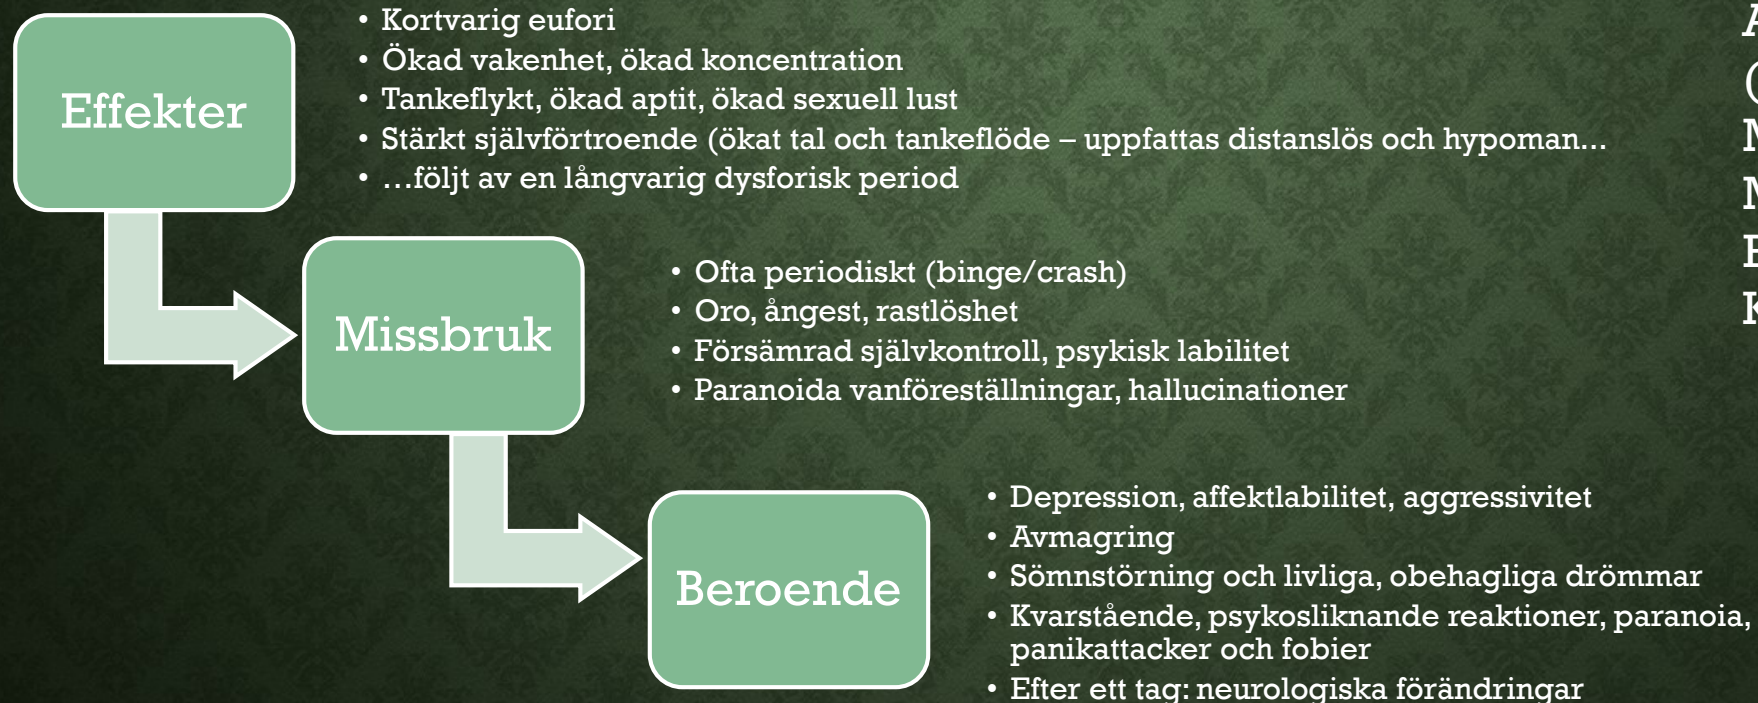 Effekter
• Kortvarig eufori
• Ökad vakenhet, ökad koncentration
• Tankeflykt, ökad aptit, ökad sexuell lust
• Stärkt självförtroende (ökat tal och tankeflöde – uppfattas distanslös och hypoman...
• …följt av en långvarig dysforisk period
Missbruk
• Ofta periodiskt (binge/crash)
• Oro, ångest, rastlöshet
• Försämrad självkontroll, psykisk labilitet
• Paranoida vanföreställningar, hallucinationer
Beroende
• Depression, affektlabilitet, aggressivitet
• Avmagring
• Sömnstörning och livliga, obehagliga drömmar
• Kvarstående, psykosliknande reaktioner, paranoia,
panikattacker och fobier
• Efter ett tag: neurologiska förändringar